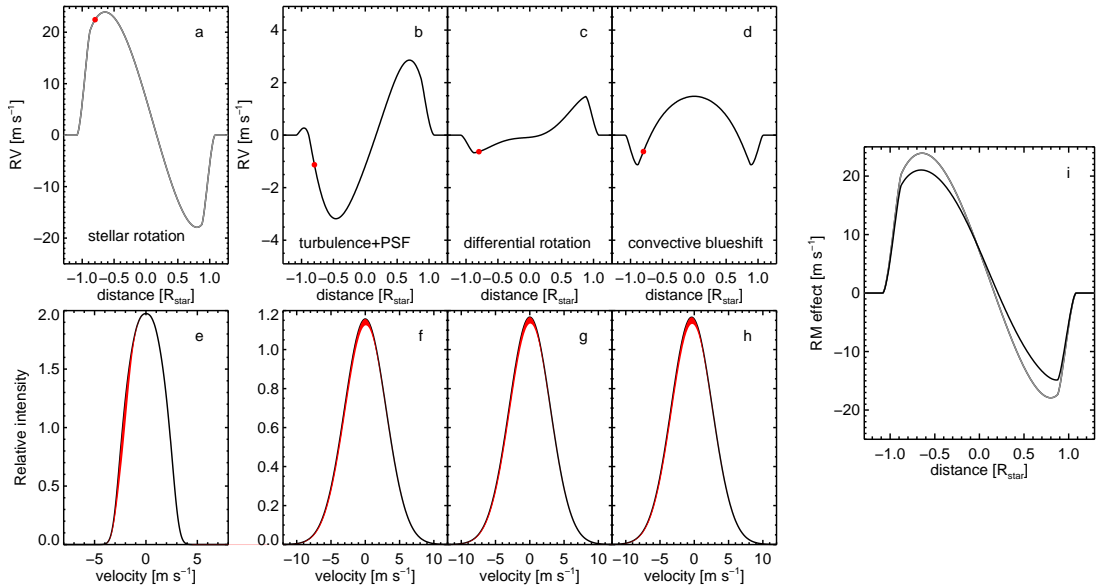 a
b
c
d
RV [m s⁻¹]
20
10
0
−10
−20
stellar rotation
−1.0 −0.5 0.0 0.5 1.0
distance [R_star]
RV [m s⁻¹]
4
2
0
−2
−4
turbulence+PSF
differential rotation
convective blueshift
−1.0 −0.5 0.0 0.5 1.0
−1.0 −0.5 0.0 0.5 1.0
−1.0 −0.5 0.0 0.5 1.0
distance [R_star]
distance [R_star]
distance [R_star]
e
f
g
h
Relative intensity
2.0
1.5
1.0
0.5
0.0
−5 0 5
velocity [m s⁻¹]
1.2
1.0
0.8
0.6
0.4
0.2
0.0
−10 −5 0 5 10
−10 −5 0 5 10
−10 −5 0 5 10
velocity [m s⁻¹]
velocity [m s⁻¹]
velocity [m s⁻¹]
i
RM effect [m s⁻¹]
20
10
0
−10
−20
−1.0 −0.5 0.0 0.5 1.0
distance [R_star]